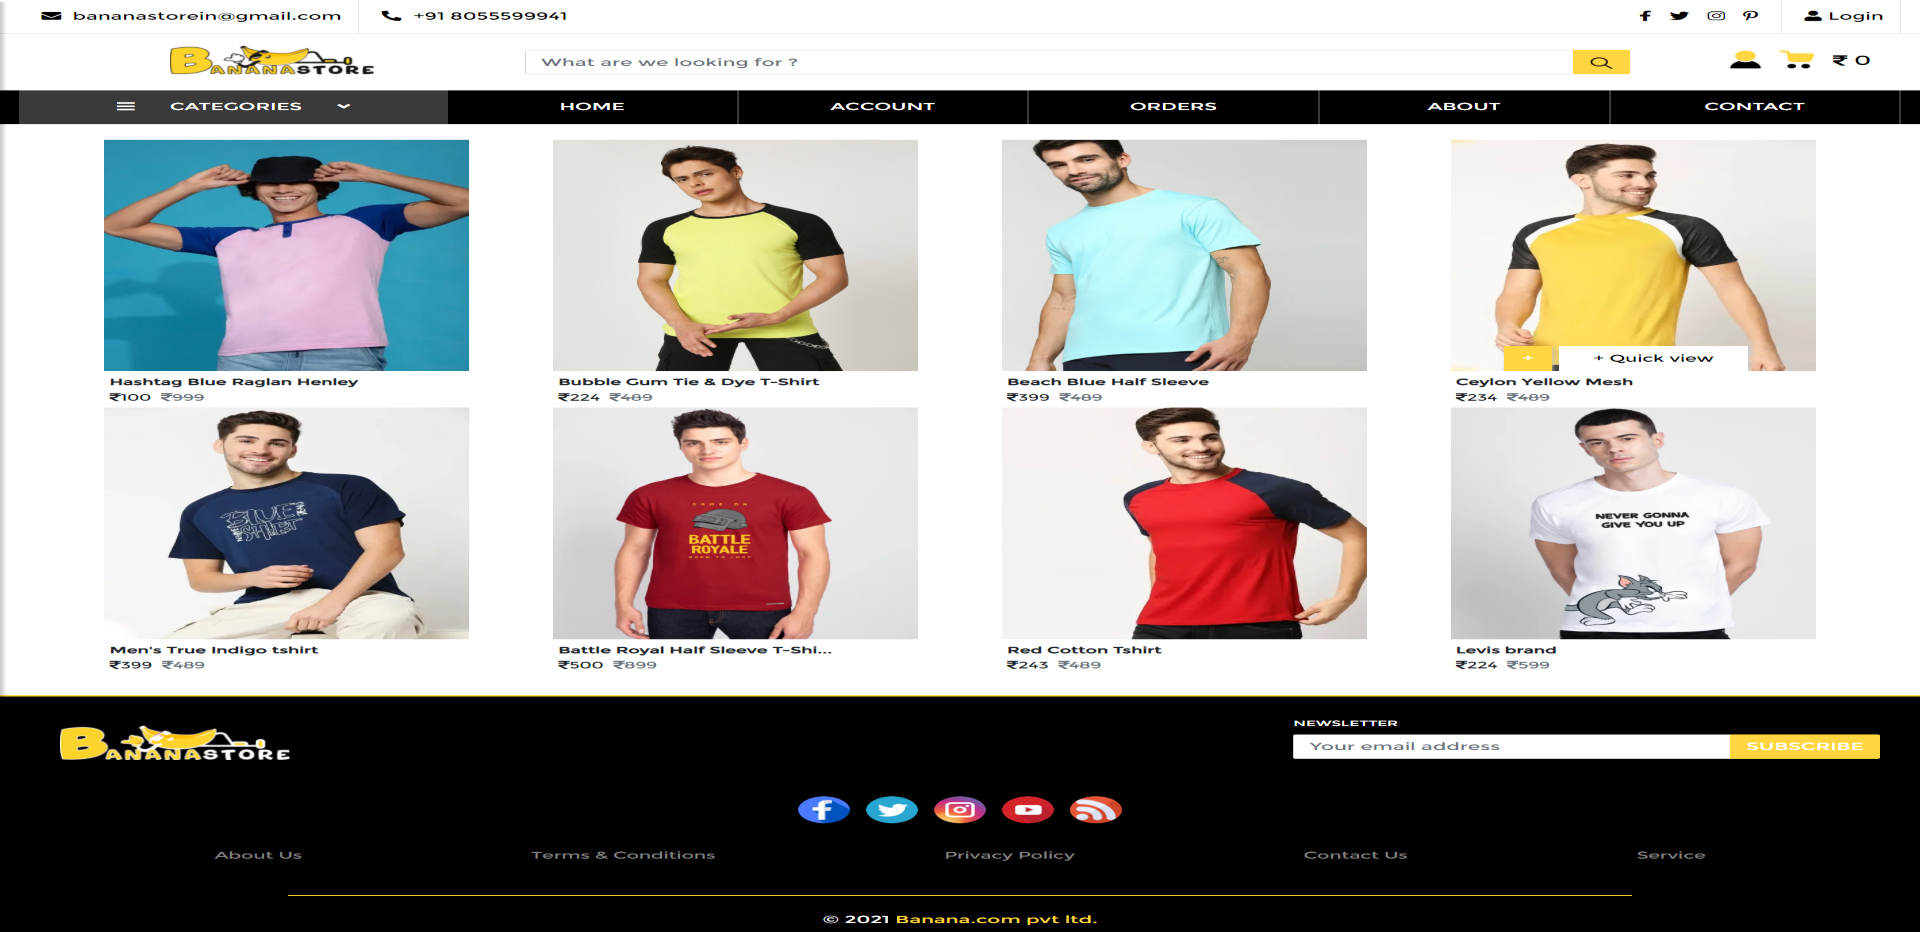 bananastorein@gmail.com
+91 8055599941
Login
BANANASTORE
What are we looking for ?
₹ 0
CATEGORIES
HOME
ACCOUNT
ORDERS
ABOUT
CONTACT
+
+ Quick view
Hashtag Blue Raglan Henley
₹100 ₹999
Bubble Gum Tie & Dye T-Shirt
₹224 ₹489
Beach Blue Half Sleeve
₹399 ₹489
Ceylon Yellow Mesh
₹234 ₹489
BLUE
SHIRT
GAME ON
BATTLE
ROYALE
BORN TO LOOT
NEVER GONNA
GIVE YOU UP
Men's True Indigo tshirt
₹399 ₹489
Battle Royal Half Sleeve T-Shi...
₹500 ₹899
Red Cotton Tshirt
₹243 ₹489
Levis brand
₹224 ₹599
BANANASTORE
NEWSLETTER
Your email address
SUBSCRIBE
About Us
Terms & Conditions
Privacy Policy
Contact Us
Service
© 2021 Banana.com pvt ltd.